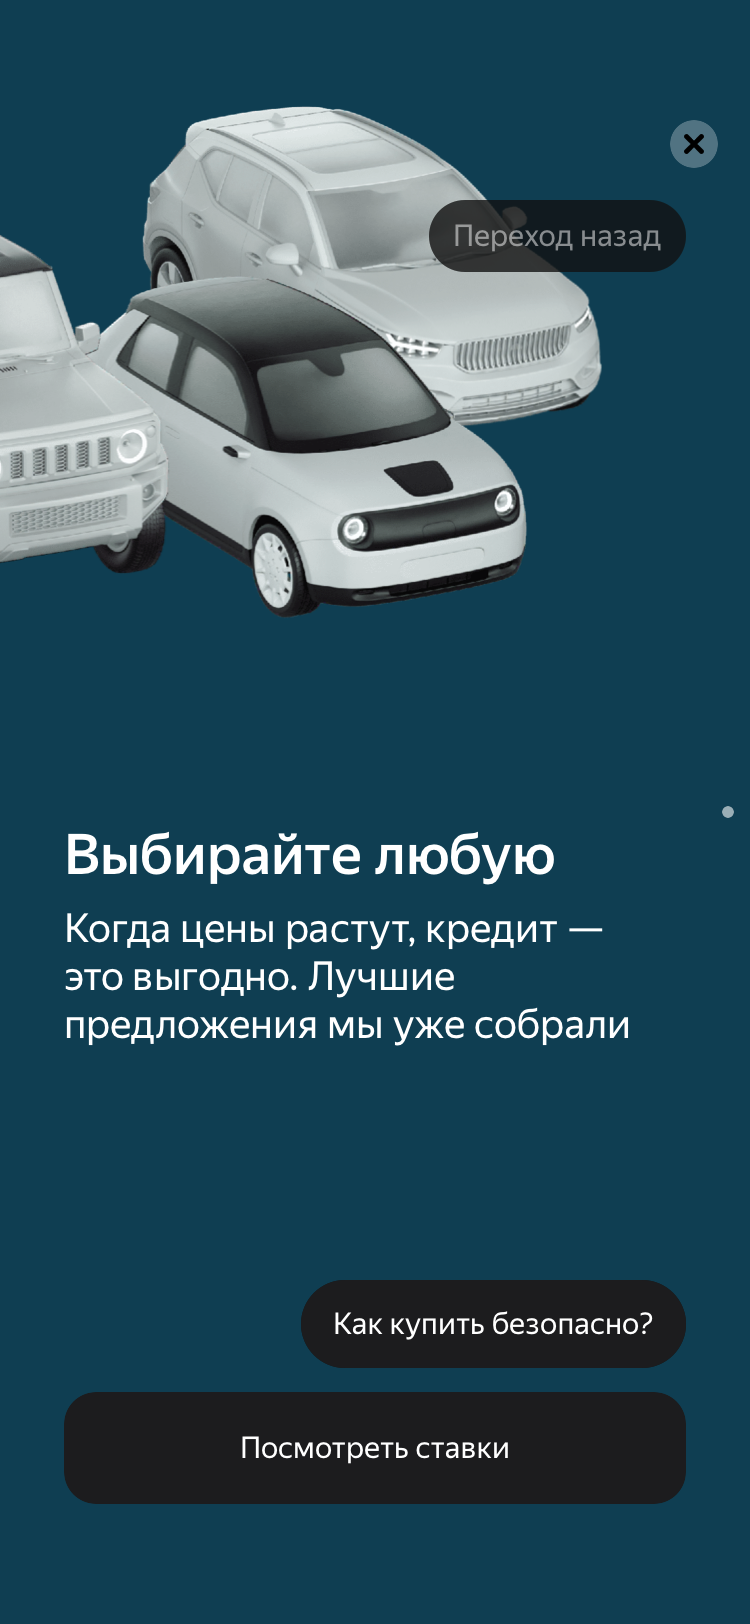 Переход назад
Выбирайте любую
Когда цены растут, кредит —
это выгодно. Лучшие
предложения мы уже собрали
Как купить безопасно?
Посмотреть ставки